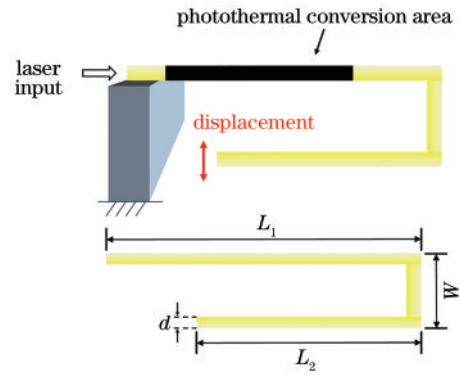 photothermal conversion area
laser
input
displacement
L₁
W
d
L₂